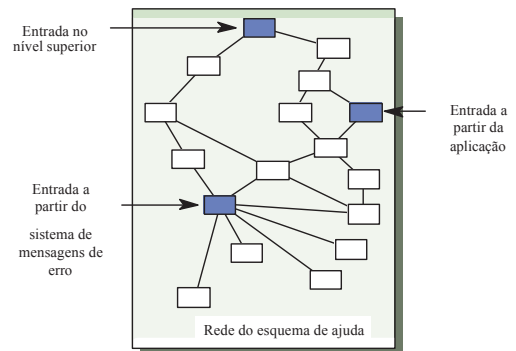 Entrada no
nível superior
Entrada a
partir da
aplicação
Entrada a
partir do
sistema de
mensagens de
erro
Rede do esquema de ajuda